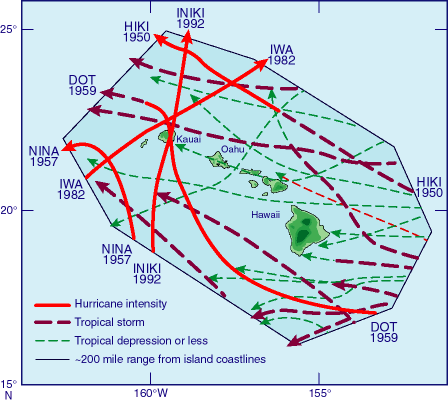 HIKI
1950
INIKI
1992
IWA
1982
25°
DOT
1959
Kauai
Oahu
NINA
1957
IWA
1982
HIKI
1950
20°
Hawaii
NINA
1957
INIKI
1992
Hurricane intensity
Tropical storm
Tropical depression or less
~200 mile range from island coastlines
DOT
1959
15°
N
160°W
155°